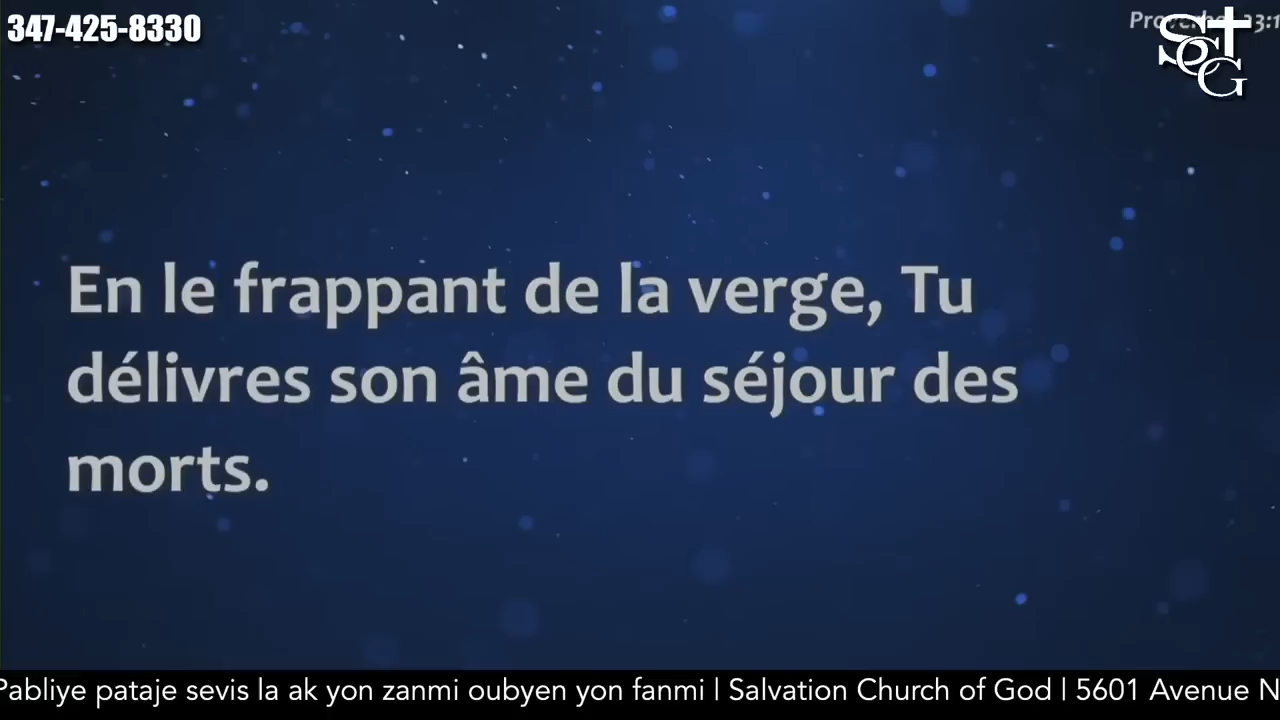 347-425-8330
SCG
En le frappant de la verge, Tu
délivres son âme du séjour des
morts.
Pabliye pataje sevis la ak yon zanmi oubyen yon fanmi | Salvation Church of God | 5601 Avenue N